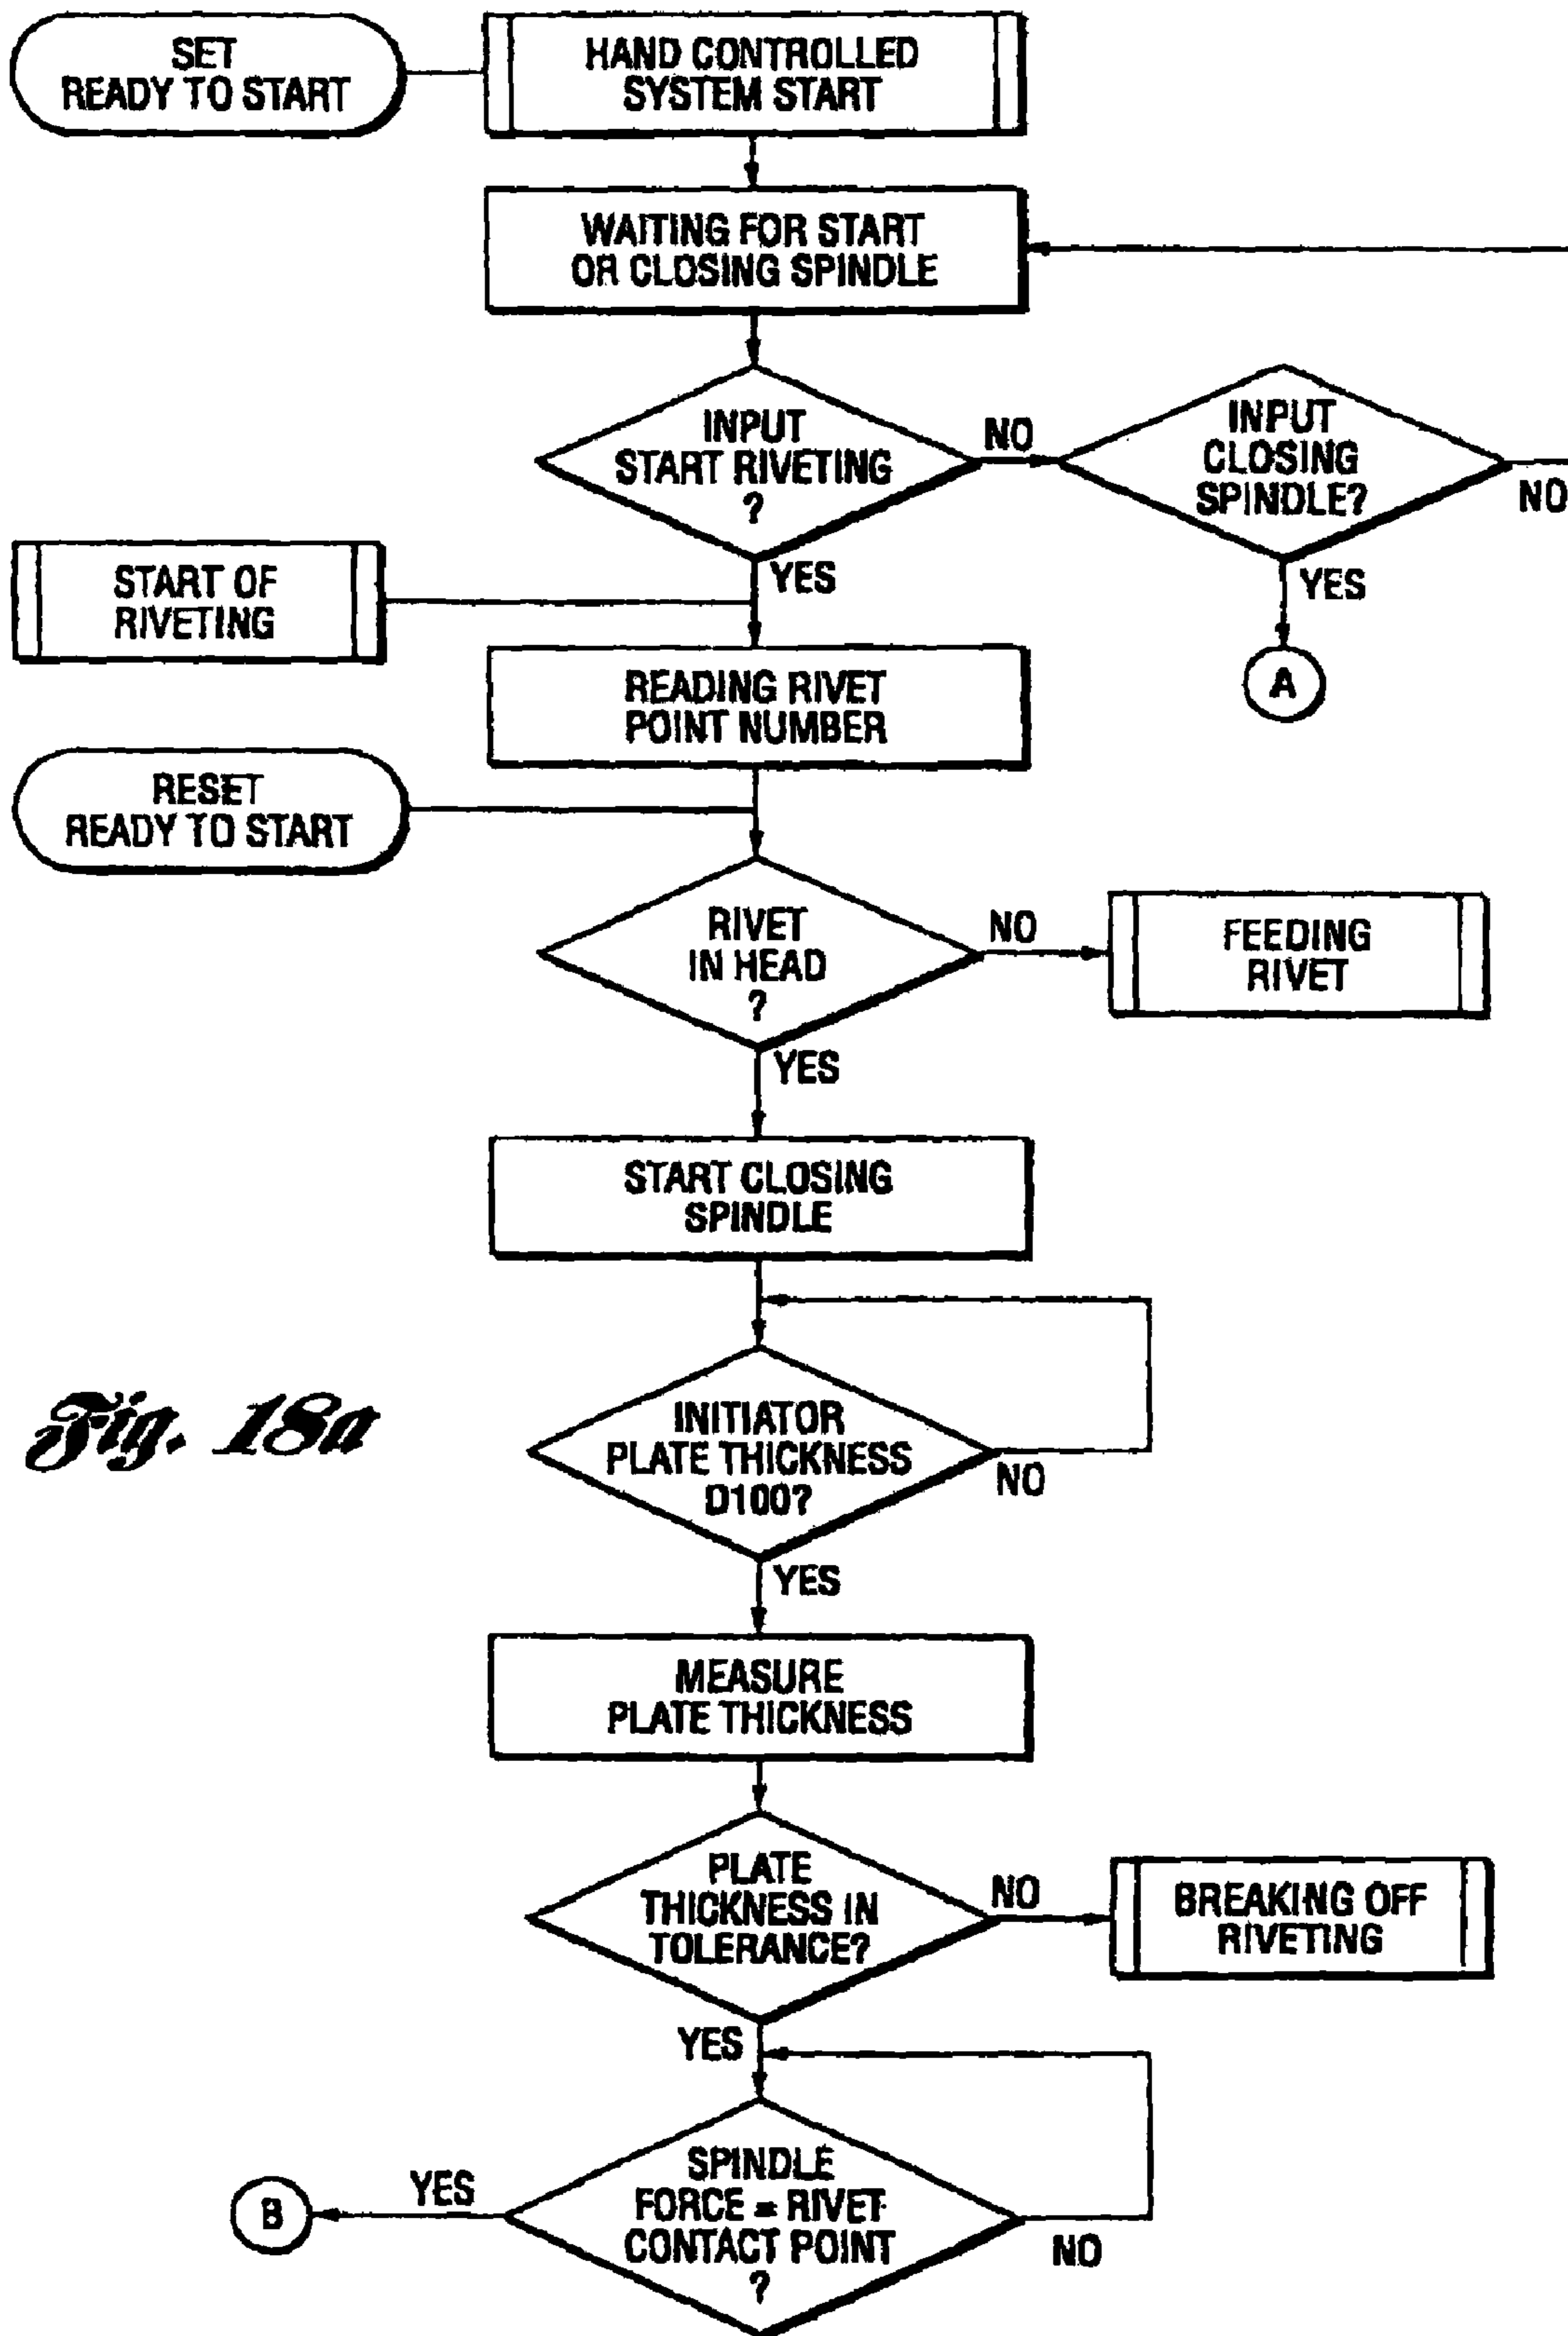 SET
READY TO START
HAND CONTROLLED
SYSTEM START
WAITING FOR START
OR CLOSING SPINDLE
INPUT
START RIVETING
?
NO
INPUT
CLOSING
SPINDLE?
NO
YES
YES
START OF
RIVETING
A
READING RIVET
POINT NUMBER
RESET
READY TO START
RIVET
IN HEAD
?
NO
FEEDING
RIVET
YES
START CLOSING
SPINDLE
Fig. 18a
INITIATOR
PLATE THICKNESS
D100?
NO
YES
MEASURE
PLATE THICKNESS
PLATE
THICKNESS IN
TOLERANCE?
NO
BREAKING OFF
RIVETING
YES
SPINDLE
FORCE = RIVET
CONTACT POINT
?
YES
B
NO